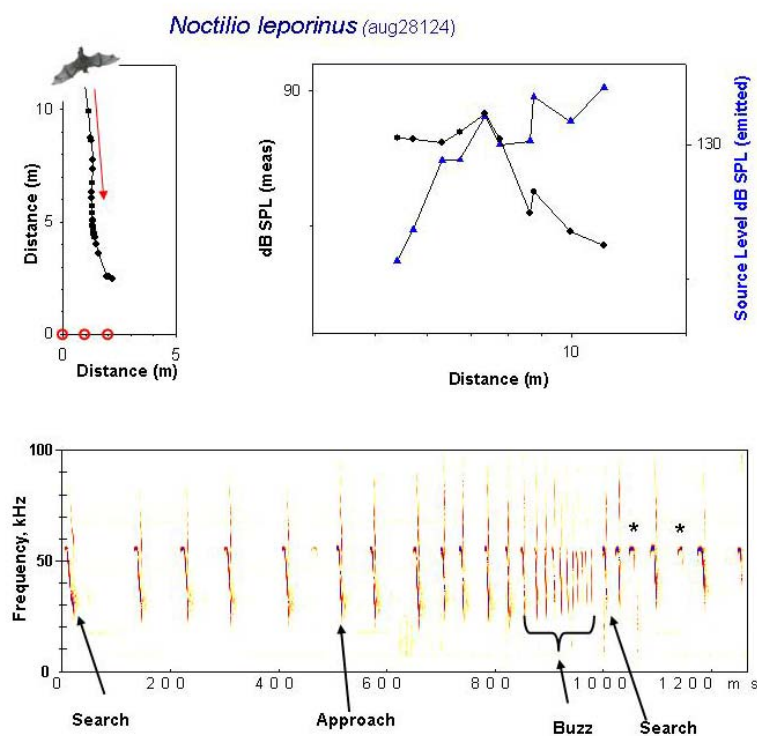 Noctilio leporinus (aug28124)
10
5
0
Distance (m)
0
5
Distance (m)
90
dB SPL (meas)
130
Source Level dB SPL (emitted)
10
Distance (m)
100
50
0
Frequency, kHz
* *
0 200 400 600 800 1000 1200 m s
Search
Approach
Buzz
Search